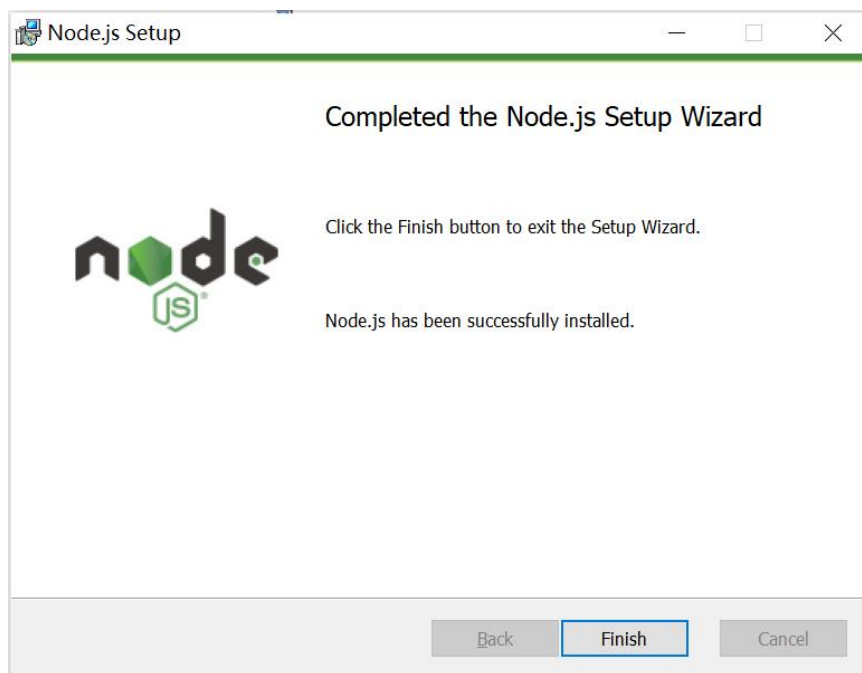 Node.js Setup
Completed the Node.js Setup Wizard
Click the Finish button to exit the Setup Wizard.
node
JS®
Node.js has been successfully installed.
Back
Finish
Cancel